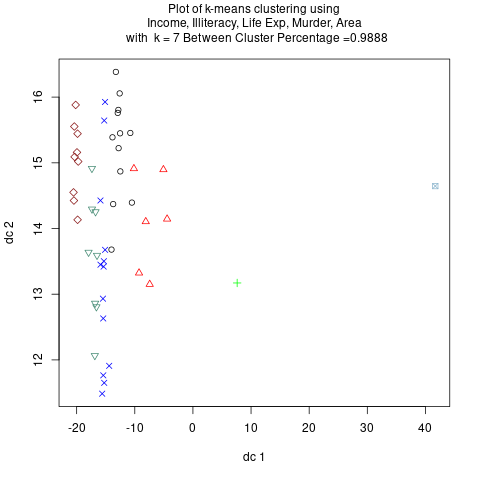 Plot of k-means clustering using
Income, Illiteracy, Life Exp, Murder, Area
with k = 7 Between Cluster Percentage =0.9888
dc 2
16
15
14
13
12
-20 -10 0 10 20 30 40
dc 1